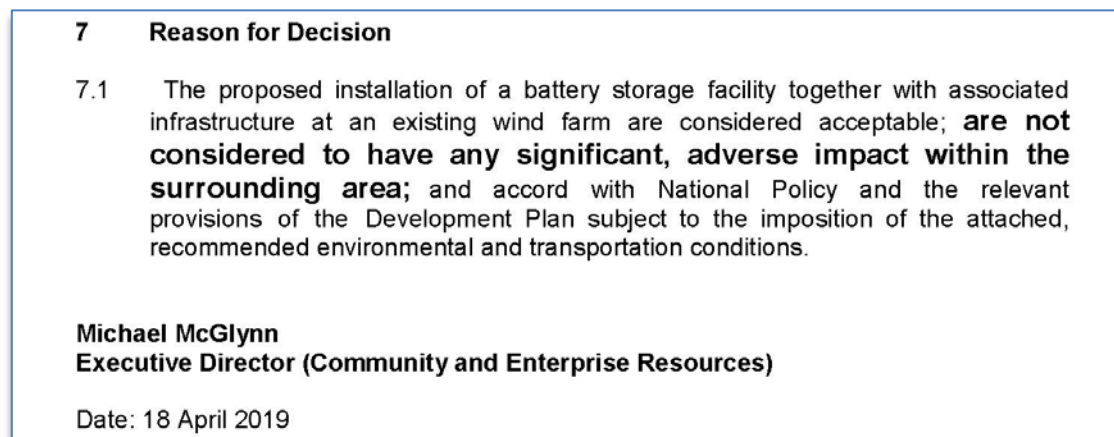 7 Reason for Decision
7.1 The proposed installation of a battery storage facility together with associated
infrastructure at an existing wind farm are considered acceptable; are not
considered to have any significant, adverse impact within the
surrounding area; and accord with National Policy and the relevant
provisions of the Development Plan subject to the imposition of the attached,
recommended environmental and transportation conditions.
Michael McGlynn
Executive Director (Community and Enterprise Resources)
Date: 18 April 2019